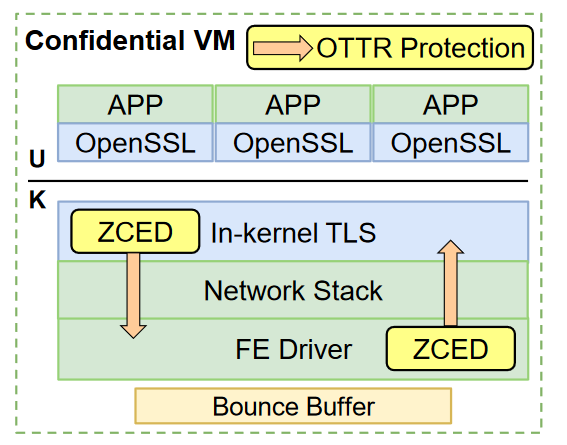 Confidential VM
OTTR Protection
APP APP APP
OpenSSL OpenSSL OpenSSL
U
K
ZCED In-kernel TLS
Network Stack
FE Driver ZCED
Bounce Buffer